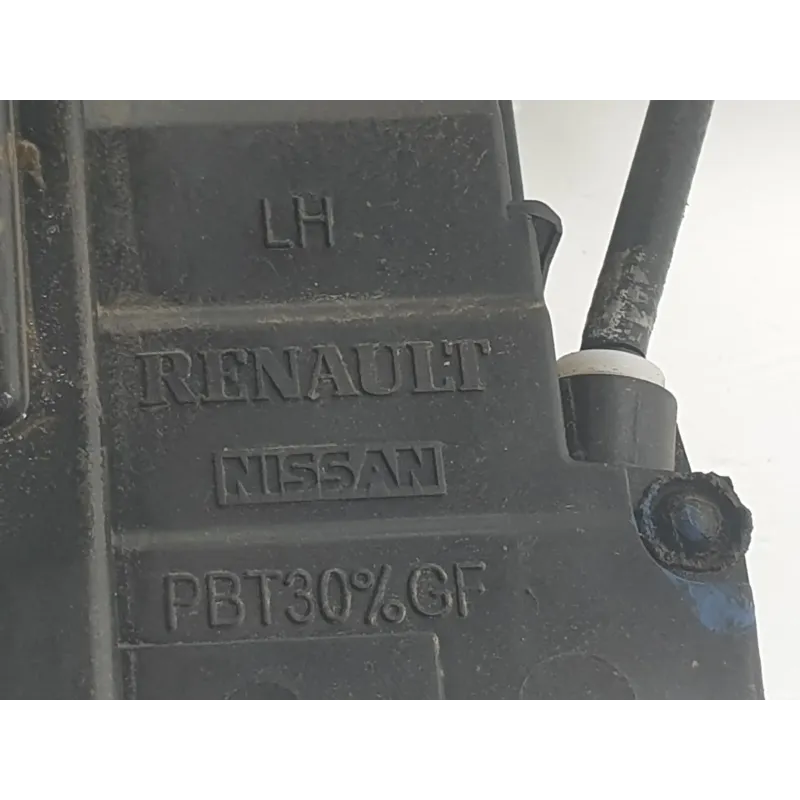 LH
RENAULT
NISSAN
PBT30%GF